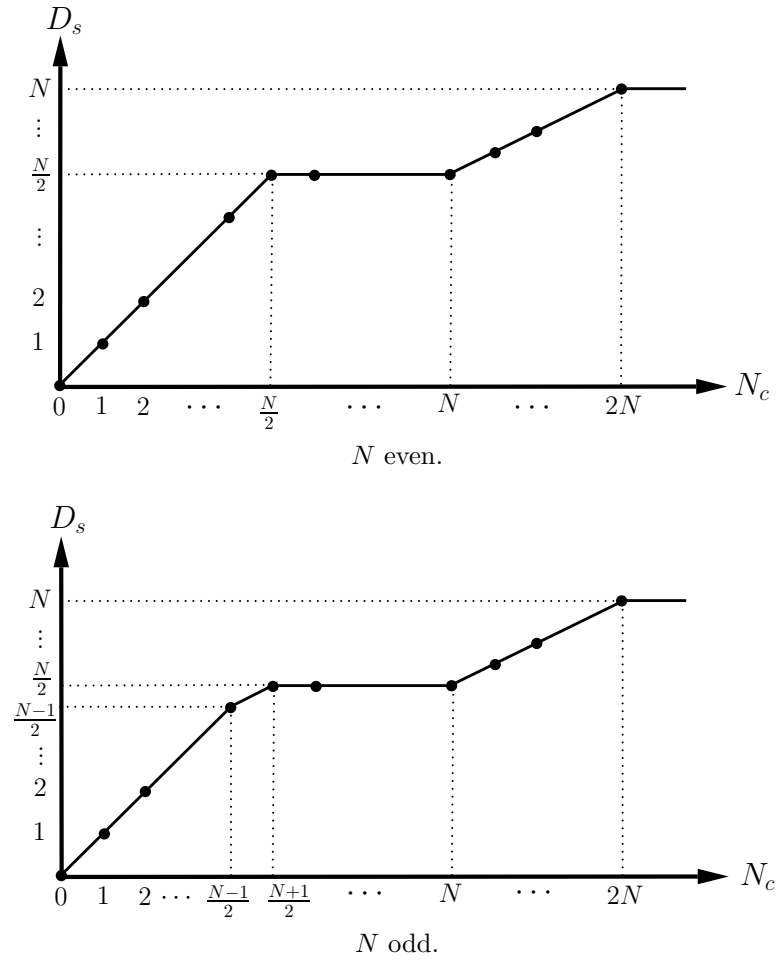 D_s
N
⋮
N/2
⋮
2
1
0 1 2 ··· N/2 ··· N ··· 2N N_c
N even.
D_s
N
⋮
N/2
N−1/2
⋮
2
1
0 1 2 ··· N−1/2 N+1/2 ··· N ··· 2N N_c
N odd.